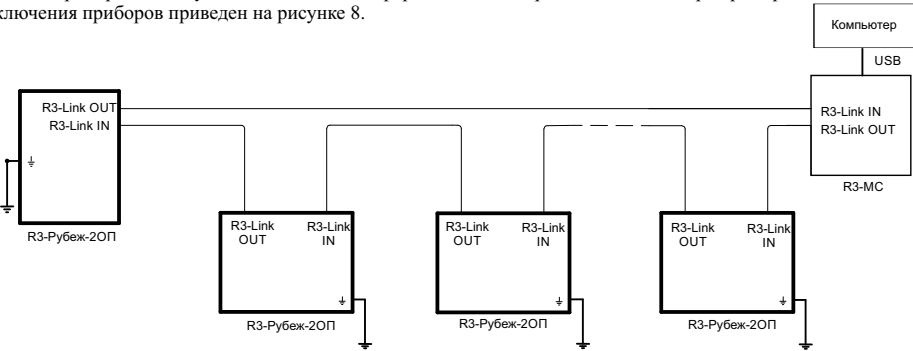 ключения приборов приведен на рисунке 8.
Компьютер
USB
R3-Link OUT
R3-Link IN
R3-Link IN
R3-Link OUT
R3-МС
R3-Рубеж-2ОП
R3-Link
OUT
R3-Link
IN
R3-Link
OUT
R3-Link
IN
R3-Link
OUT
R3-Link
IN
R3-Рубеж-2ОП
R3-Рубеж-2ОП
R3-Рубеж-2ОП